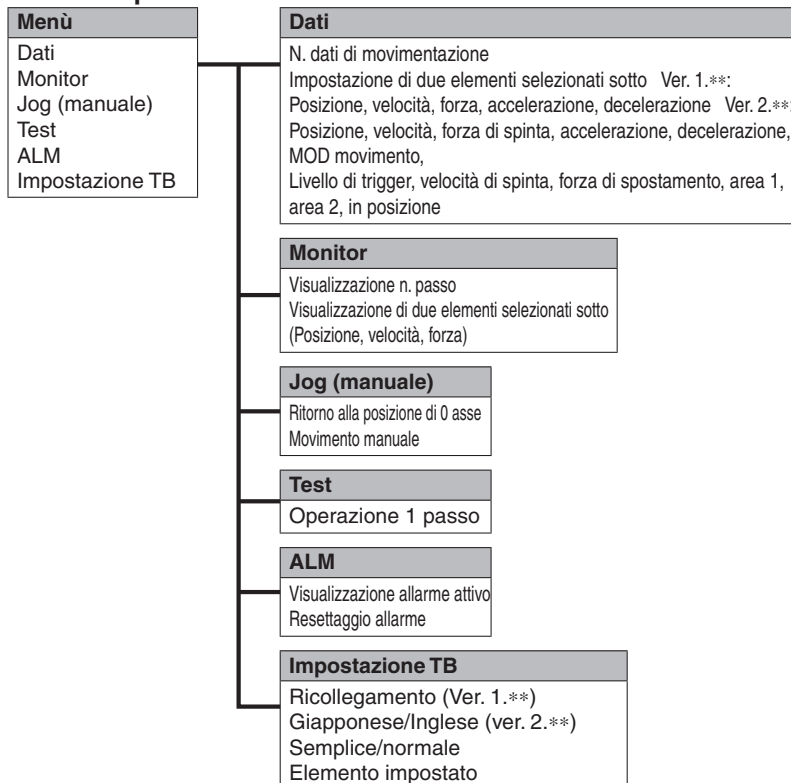 Menù
Dati
Monitor
Jog (manuale)
Test
ALM
Impostazione TB
Dati
N. dati di movimentazione
Impostazione di due elementi selezionati sotto Ver. 1.**:
Posizione, velocità, forza, accelerazione, decelerazione Ver. 2.**:
Posizione, velocità, forza di spinta, accelerazione, decelerazione,
MOD movimento,
Livello di trigger, velocità di spinta, forza di spostamento, area 1,
area 2, in posizione
Monitor
Visualizzazione n. passo
Visualizzazione di due elementi selezionati sotto
(Posizione, velocità, forza)
Jog (manuale)
Ritorno alla posizione di 0 asse
Movimento manuale
Test
Operazione 1 passo
ALM
Visualizzazione allarme attivo
Resettaggio allarme
Impostazione TB
Ricollegamento (Ver. 1.**)
Giapponese/Inglese (ver. 2.**)
Semplice/normale
Elemento impostato